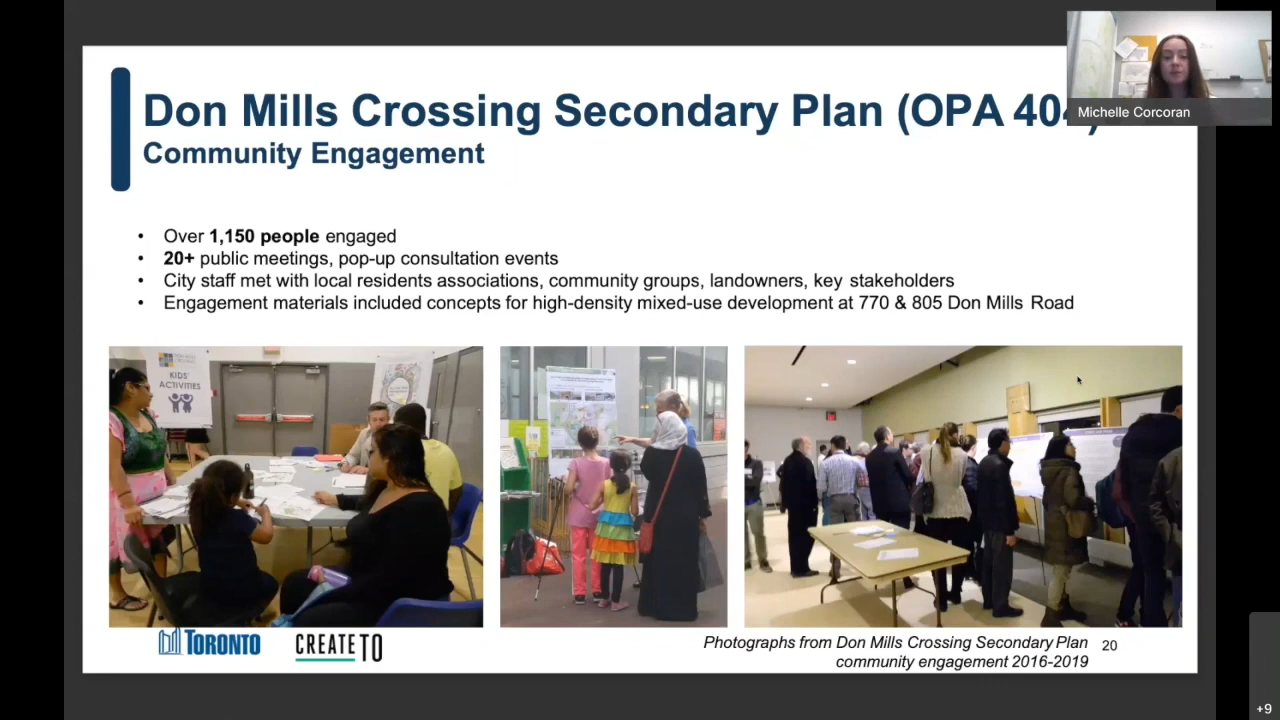 Don Mills Crossing Secondary Plan (OPA 404)
Michelle Corcoran
Community Engagement
• Over 1,150 people engaged
• 20+ public meetings, pop-up consultation events
• City staff met with local residents associations, community groups, landowners, key stakeholders
• Engagement materials included concepts for high-density mixed-use development at 770 & 805 Don Mills Road
KIDS'
ACTIVITIES
TORONTO
CREATETO
Photographs from Don Mills Crossing Secondary Plan
community engagement 2016-2019
20
+9